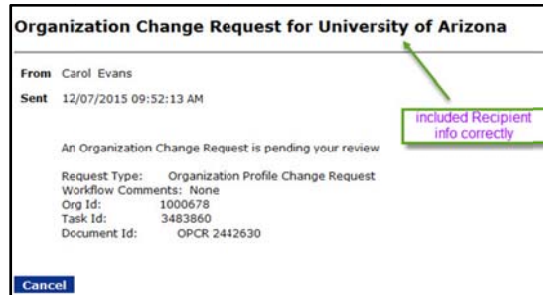 Organization Change Request for University of Arizona
From Carol Evans
Sent 12/07/2015 09:52:13 AM
included Recipient
info correctly
An Organization Change Request is pending your review
Request Type: Organization Profile Change Request
Workflow Comments: None
Org Id: 1000678
Task Id: 3483860
Document Id: OPCR 2442630
Cancel